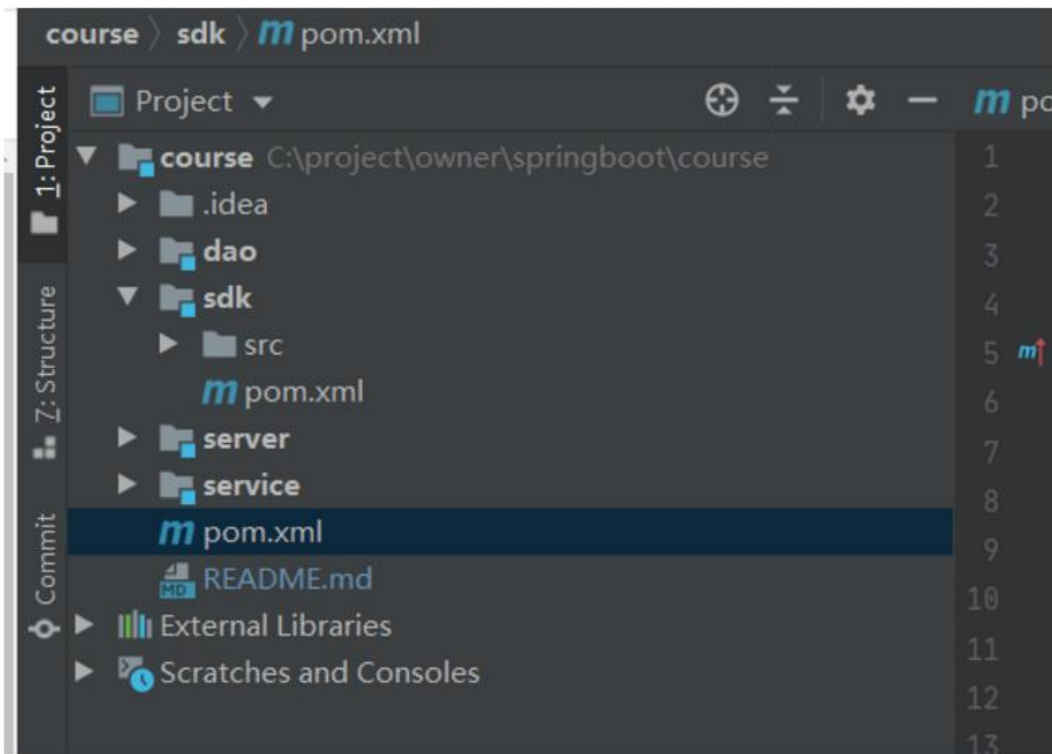 course 〉 sdk 〉 m pom.xml
1: Project
Project
m po
course C:\project\owner\springboot\course
.idea
dao
sdk
src
m pom.xml
server
service
m pom.xml
MD README.md
External Libraries
Scratches and Consoles
7: Structure
Commit
1
2
3
4
5 m
6
7
8
9
10
11
12
13